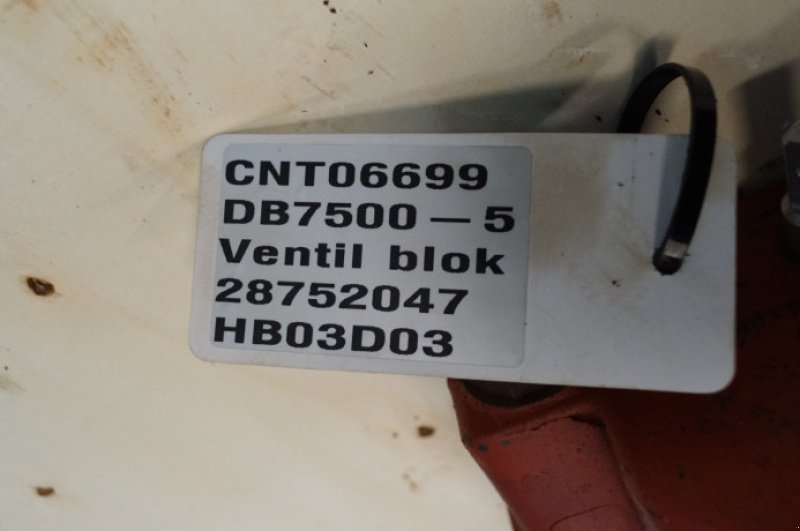 CNT06699
DB7500 – 5
Ventil blok
28752047
HB03D03